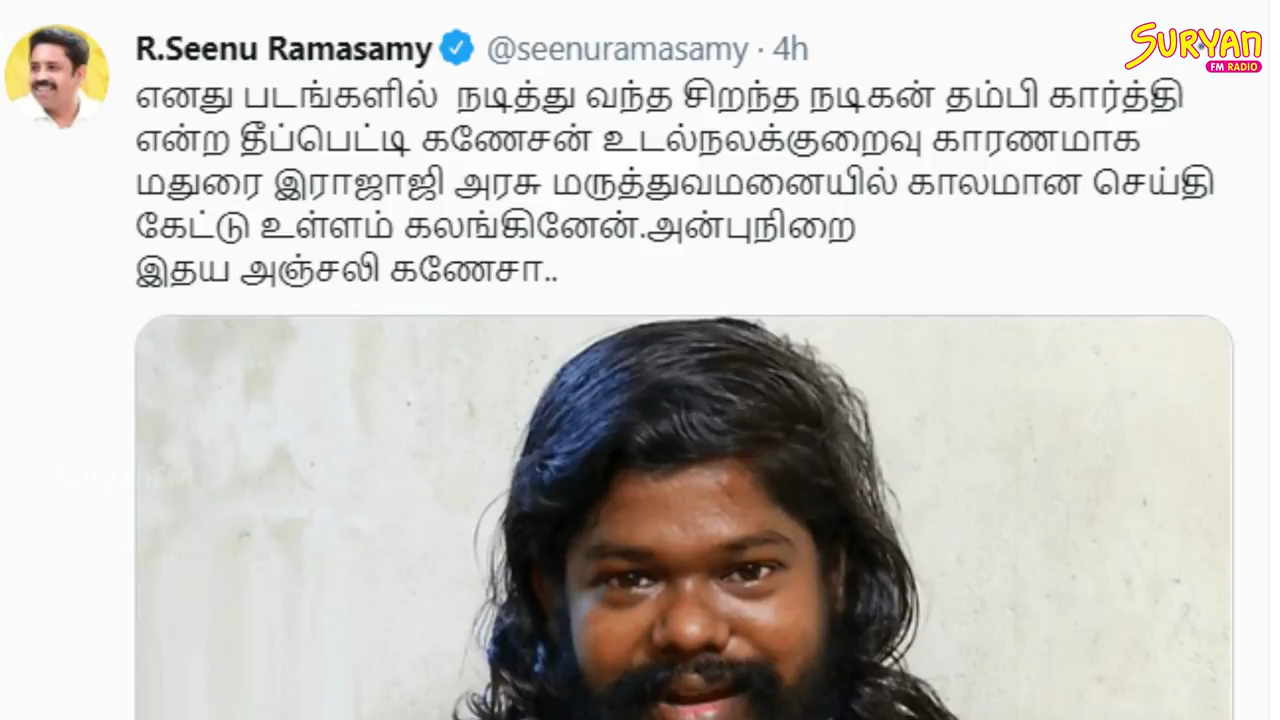 SURYAN
FM RADIO
R.Seenu Ramasamy @seenuramasamy · 4h
எனது படங்களில் நடித்து வந்த சிறந்த நடிகன் தம்பி கார்த்தி
என்ற தீப்பெட்டி கணேசன் உடல்நலக்குறைவு காரணமாக
மதுரை இராஜாஜி அரசு மருத்துவமனையில் காலமான செய்தி
கேட்டு உள்ளம் கலங்கினேன்.அன்புநிறை
இதய அஞ்சலி கணேசா..